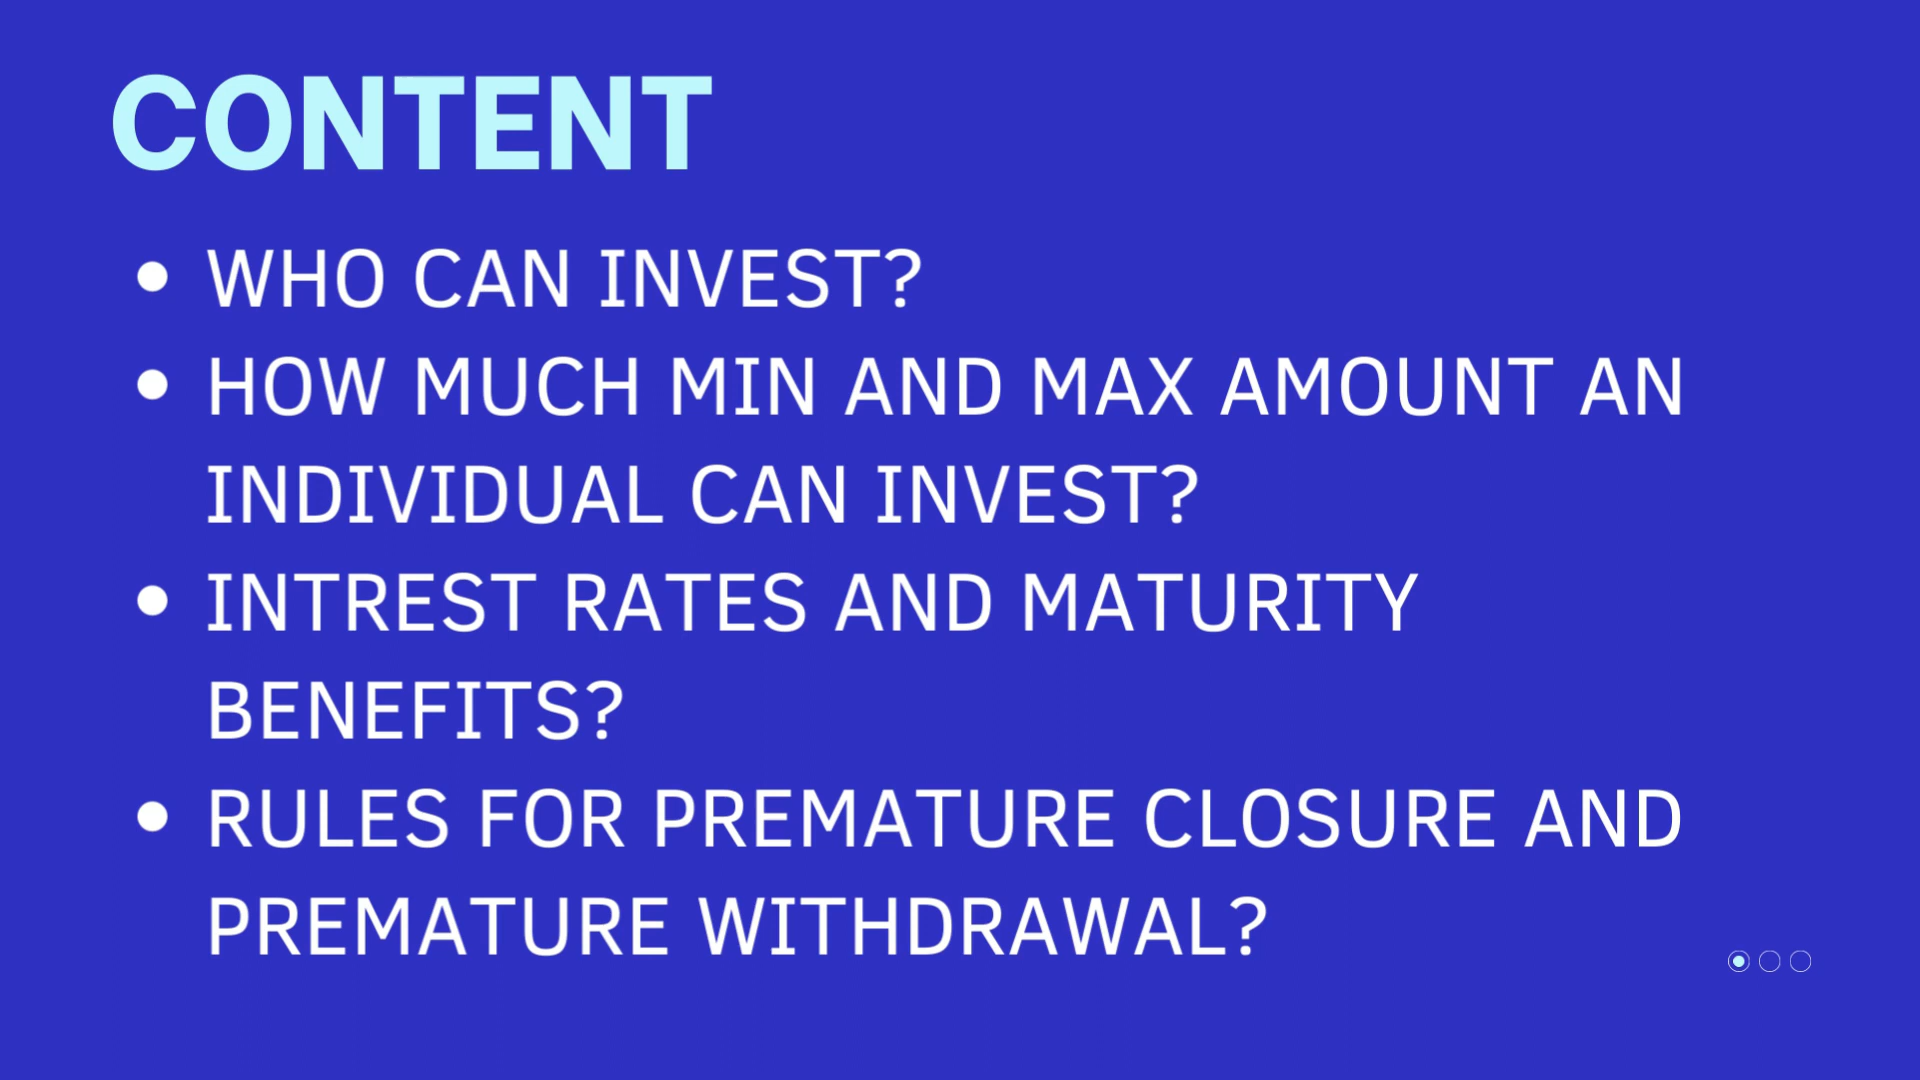 CONTENT
• WHO CAN INVEST?
• HOW MUCH MIN AND MAX AMOUNT AN
INDIVIDUAL CAN INVEST?
• INTREST RATES AND MATURITY
BENEFITS?
• RULES FOR PREMATURE CLOSURE AND
PREMATURE WITHDRAWAL?